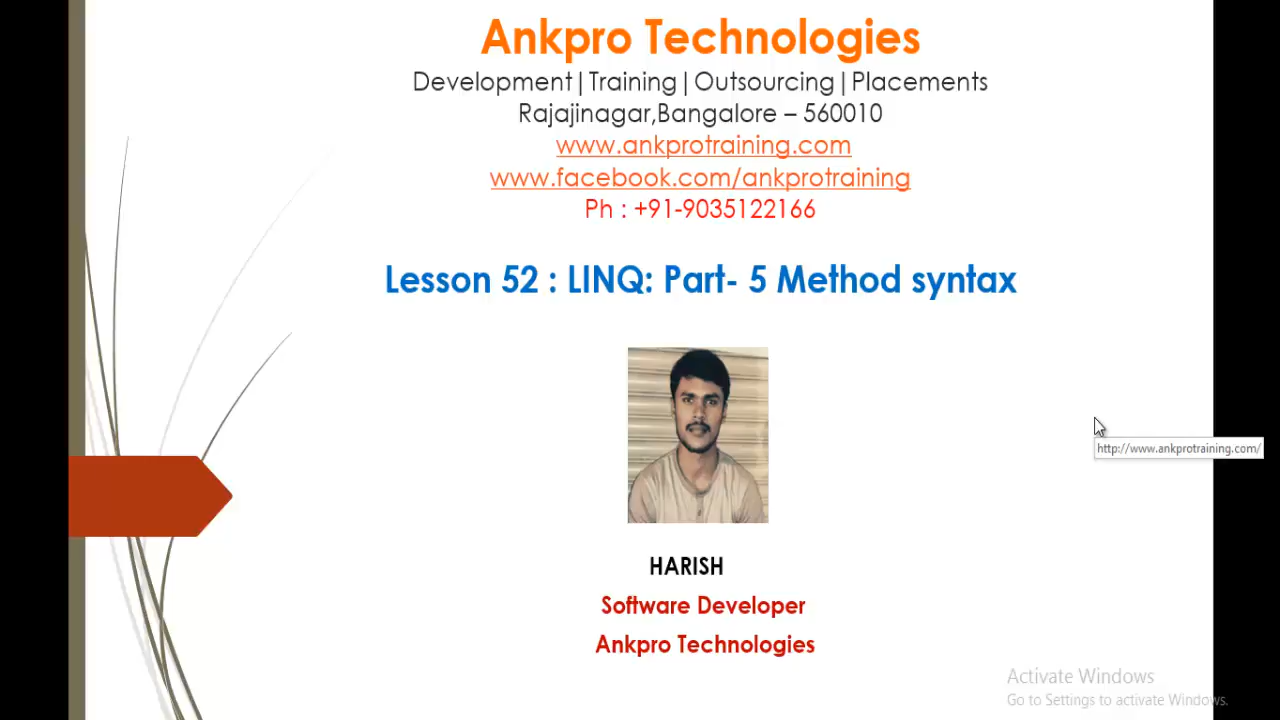 Ankpro Technologies
Development|Training|Outsourcing|Placements
Rajajinagar,Bangalore – 560010
www.ankprotraining.com
www.facebook.com/ankprotraining
Ph : +91-9035122166
Lesson 52 : LINQ: Part- 5 Method syntax
http://www.ankprotraining.com/
HARISH
Software Developer
Ankpro Technologies
Activate Windows
Go to Settings to activate Windows.